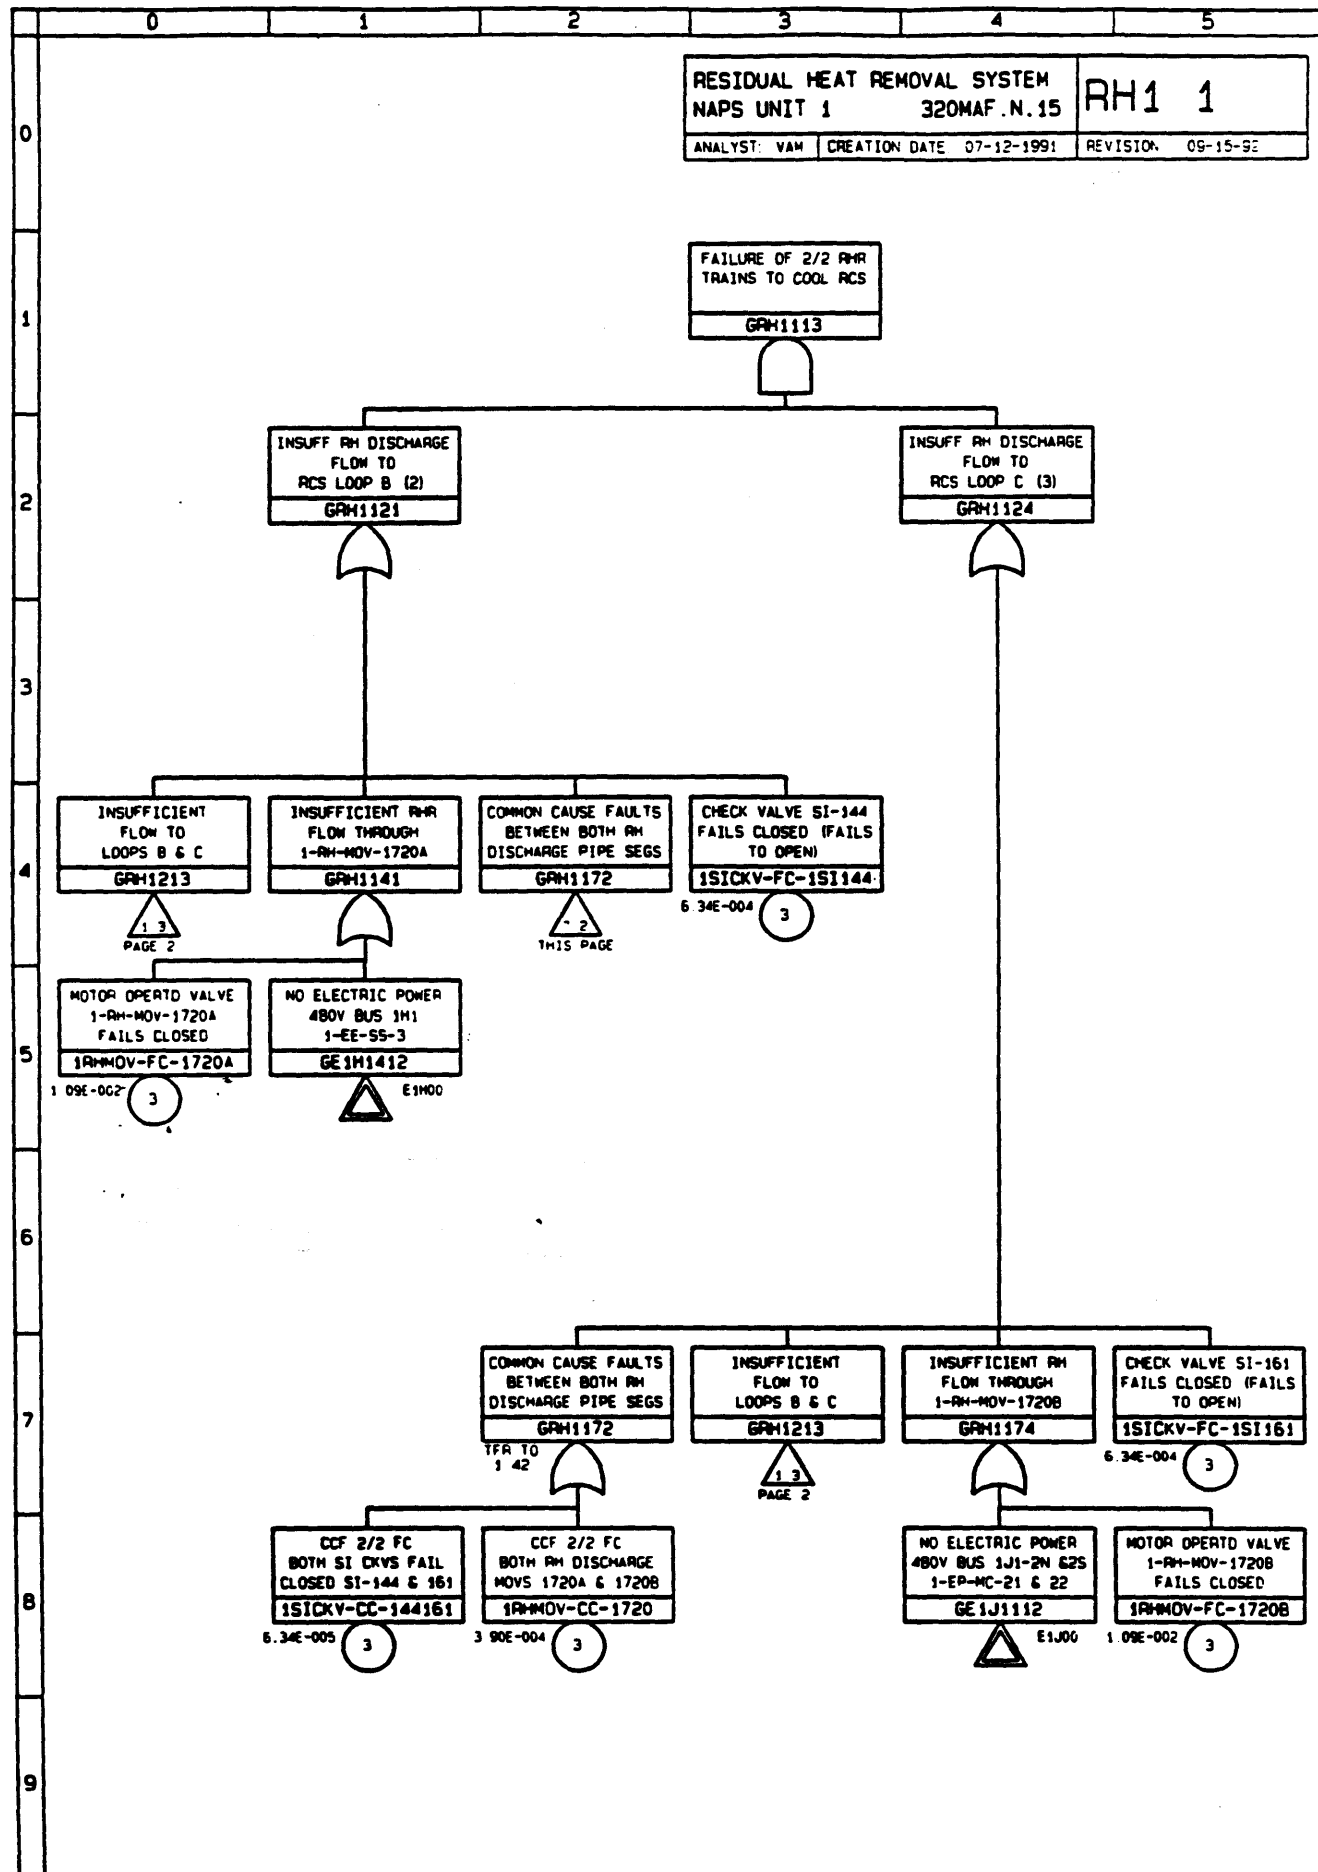 0 1 2 3 4 5
RESIDUAL HEAT REMOVAL SYSTEM
NAPS UNIT 1 320MAF.N.15
RH1 1
ANALYST: VAM CREATION DATE 07-12-1991 REVISION 09-15-92
0
FAILURE OF 2/2 RHR
TRAINS TO COOL RCS
GRH1113
1
INSUFF RH DISCHARGE
FLOW TO
RCS LOOP B (2)
GRH1121
INSUFF RH DISCHARGE
FLOW TO
RCS LOOP C (3)
GRH1124
2
3
INSUFFICIENT
FLOW TO
LOOPS B & C
GRH1213
1 3
PAGE 2
INSUFFICIENT RHR
FLOW THROUGH
1-RH-MOV-1720A
GRH1141
COMMON CAUSE FAULTS
BETWEEN BOTH RH
DISCHARGE PIPE SEGS
GRH1172
2
THIS PAGE
CHECK VALVE SI-144
FAILS CLOSED (FAILS
TO OPEN)
1SICKV-FC-1SI144
6.34E-004
3
4
MOTOR OPERTD VALVE
1-RH-MOV-1720A
FAILS CLOSED
1RHMOV-FC-1720A
1 09E-002
3
NO ELECTRIC POWER
480V BUS 1H1
1-EE-SS-3
GE1H1412
E1H00
5
6
COMMON CAUSE FAULTS
BETWEEN BOTH RH
DISCHARGE PIPE SEGS
GRH1172
TFR TO
1 42
INSUFFICIENT
FLOW TO
LOOPS B & C
GRH1213
1 3
PAGE 2
INSUFFICIENT RH
FLOW THROUGH
1-RH-MOV-1720B
GRH1174
CHECK VALVE SI-161
FAILS CLOSED (FAILS
TO OPEN)
1SICKV-FC-1SI161
6.34E-004
3
7
CCF 2/2 FC
BOTH SI CKVS FAIL
CLOSED SI-144 & 161
1SICKV-CC-144161
6.34E-005
3
CCF 2/2 FC
BOTH RH DISCHARGE
MOVS 1720A & 1720B
1RHMOV-CC-1720
3 90E-004
3
NO ELECTRIC POWER
480V BUS 1J1-2N &2S
1-EP-MC-21 & 22
GE1J1112
E1J00
MOTOR OPERTD VALVE
1-RH-MOV-1720B
FAILS CLOSED
1RHMOV-FC-1720B
1.09E-002
3
8
9